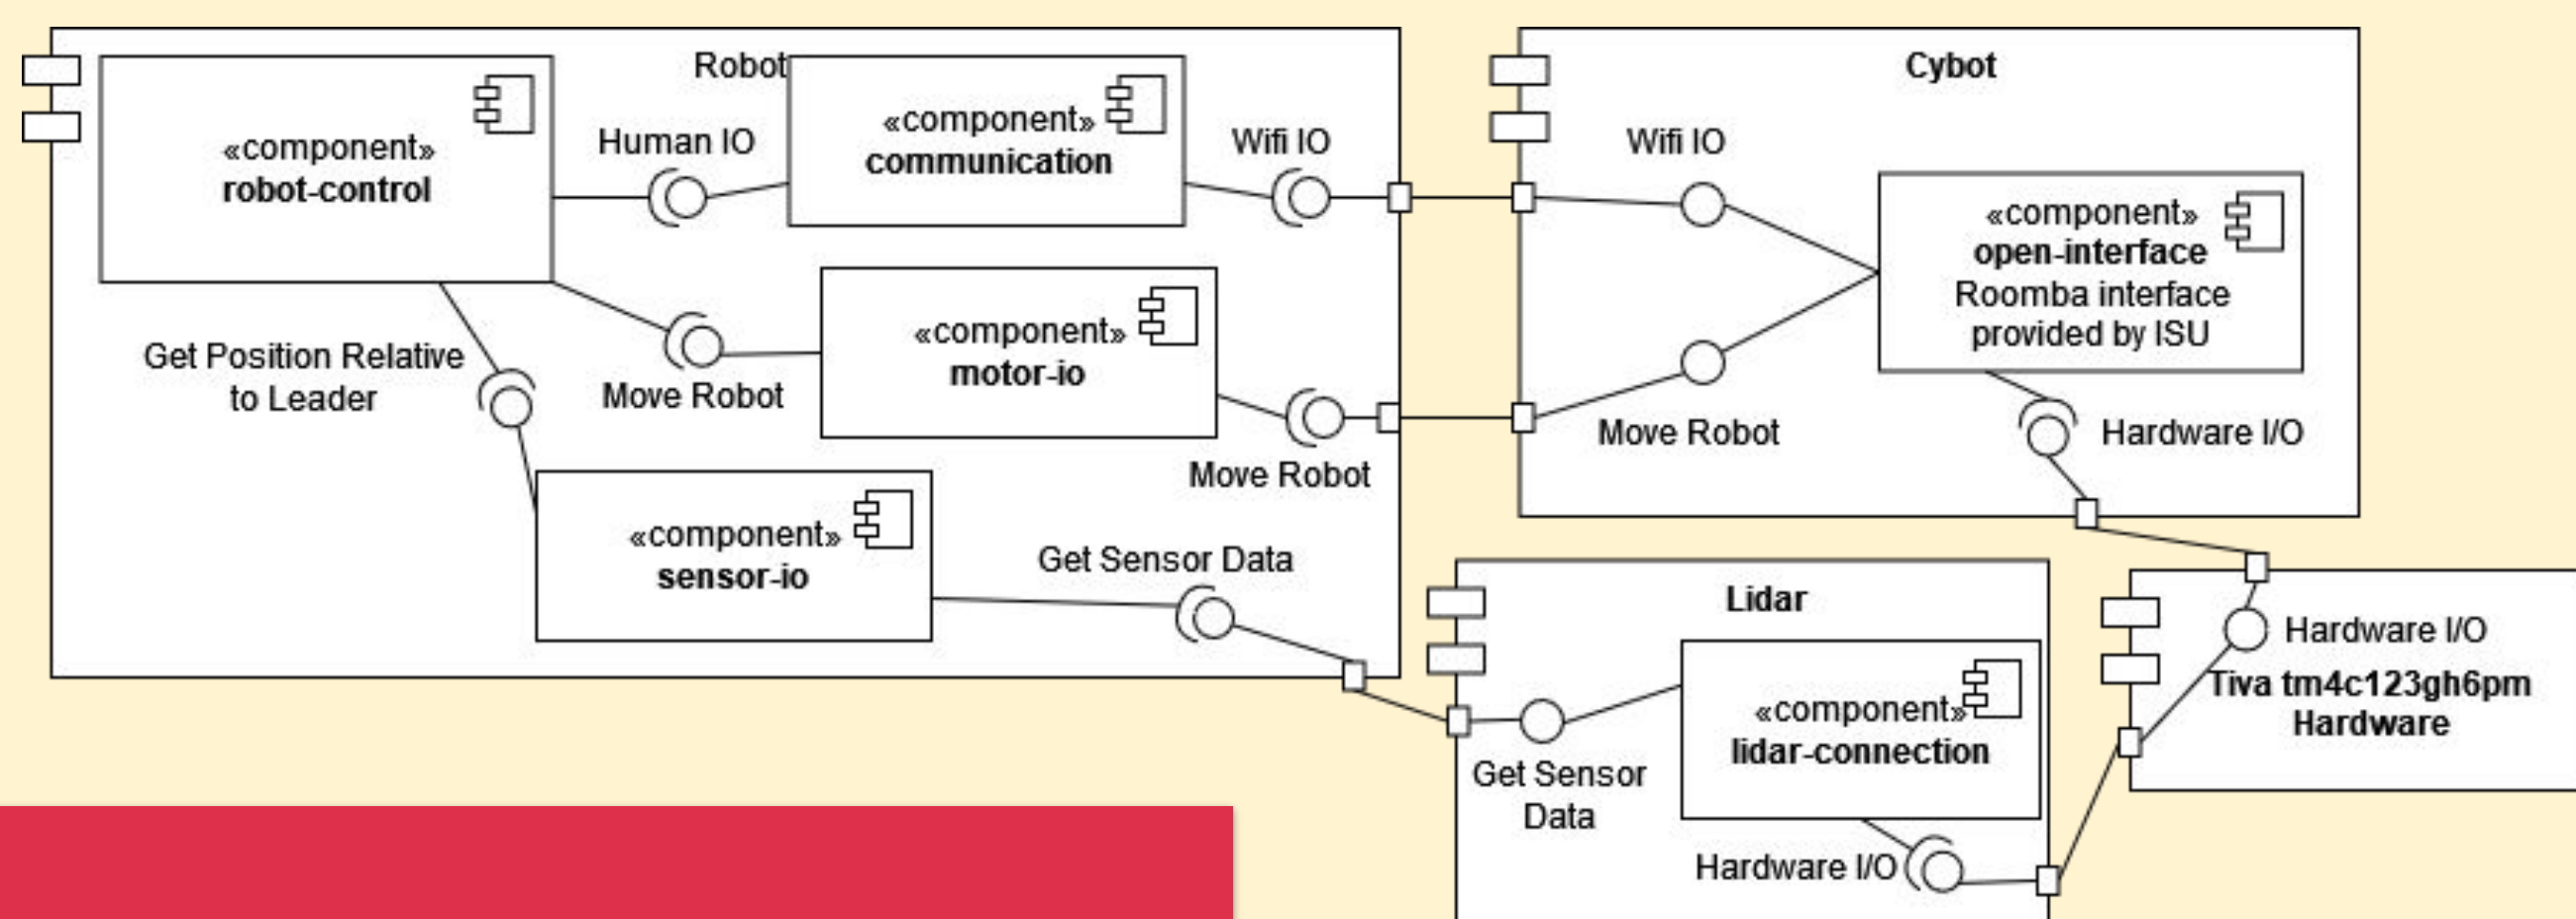 Robot
«component»
robot-control
Human IO
«component»
communication
Wifi IO
Get Position Relative
to Leader
Move Robot
«component»
motor-io
Move Robot
«component»
sensor-io
Get Sensor Data
Cybot
Wifi IO
«component»
open-interface
Roomba interface
provided by ISU
Move Robot
Hardware I/O
Lidar
«component»
lidar-connection
Get Sensor
Data
Hardware I/O
Hardware I/O
Tiva tm4c123gh6pm
Hardware